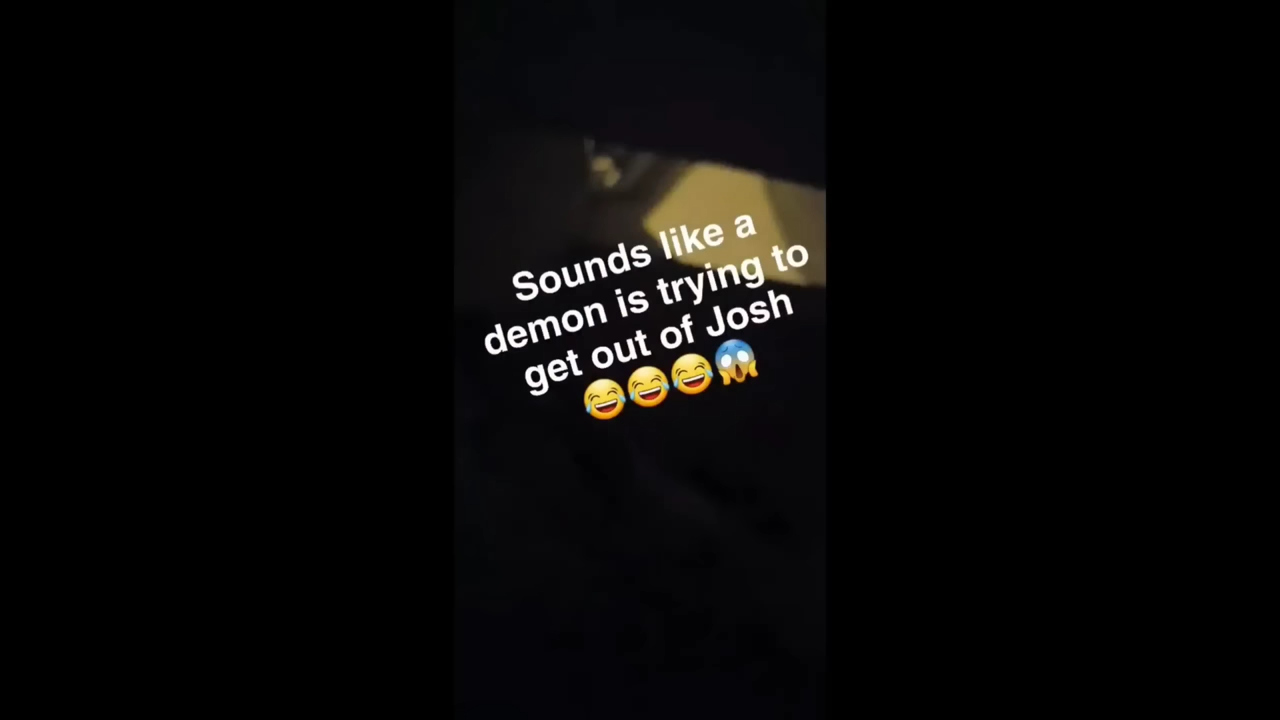 Sounds like a
demon is trying to
get out of Josh
😂😂😂😱